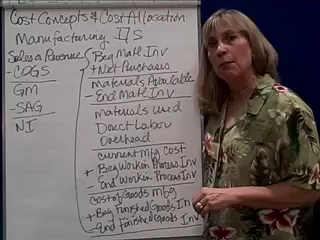 Cost Concepts & Cost Allocation
Manufacturing I/S
Sales Revenue
- COGS
GM
- SAG
NI
Beg Matl Inv
+ Net Purchases
Materials Available
- End Matl Inv
Materials Used
Direct Labor
Overhead
Current Mfg Cost
+ Beg Work in Process Inv
- End Work in Process Inv
Cost of Goods Mfg
+ Beg Finished Goods Inv
- End Finished Goods Inv